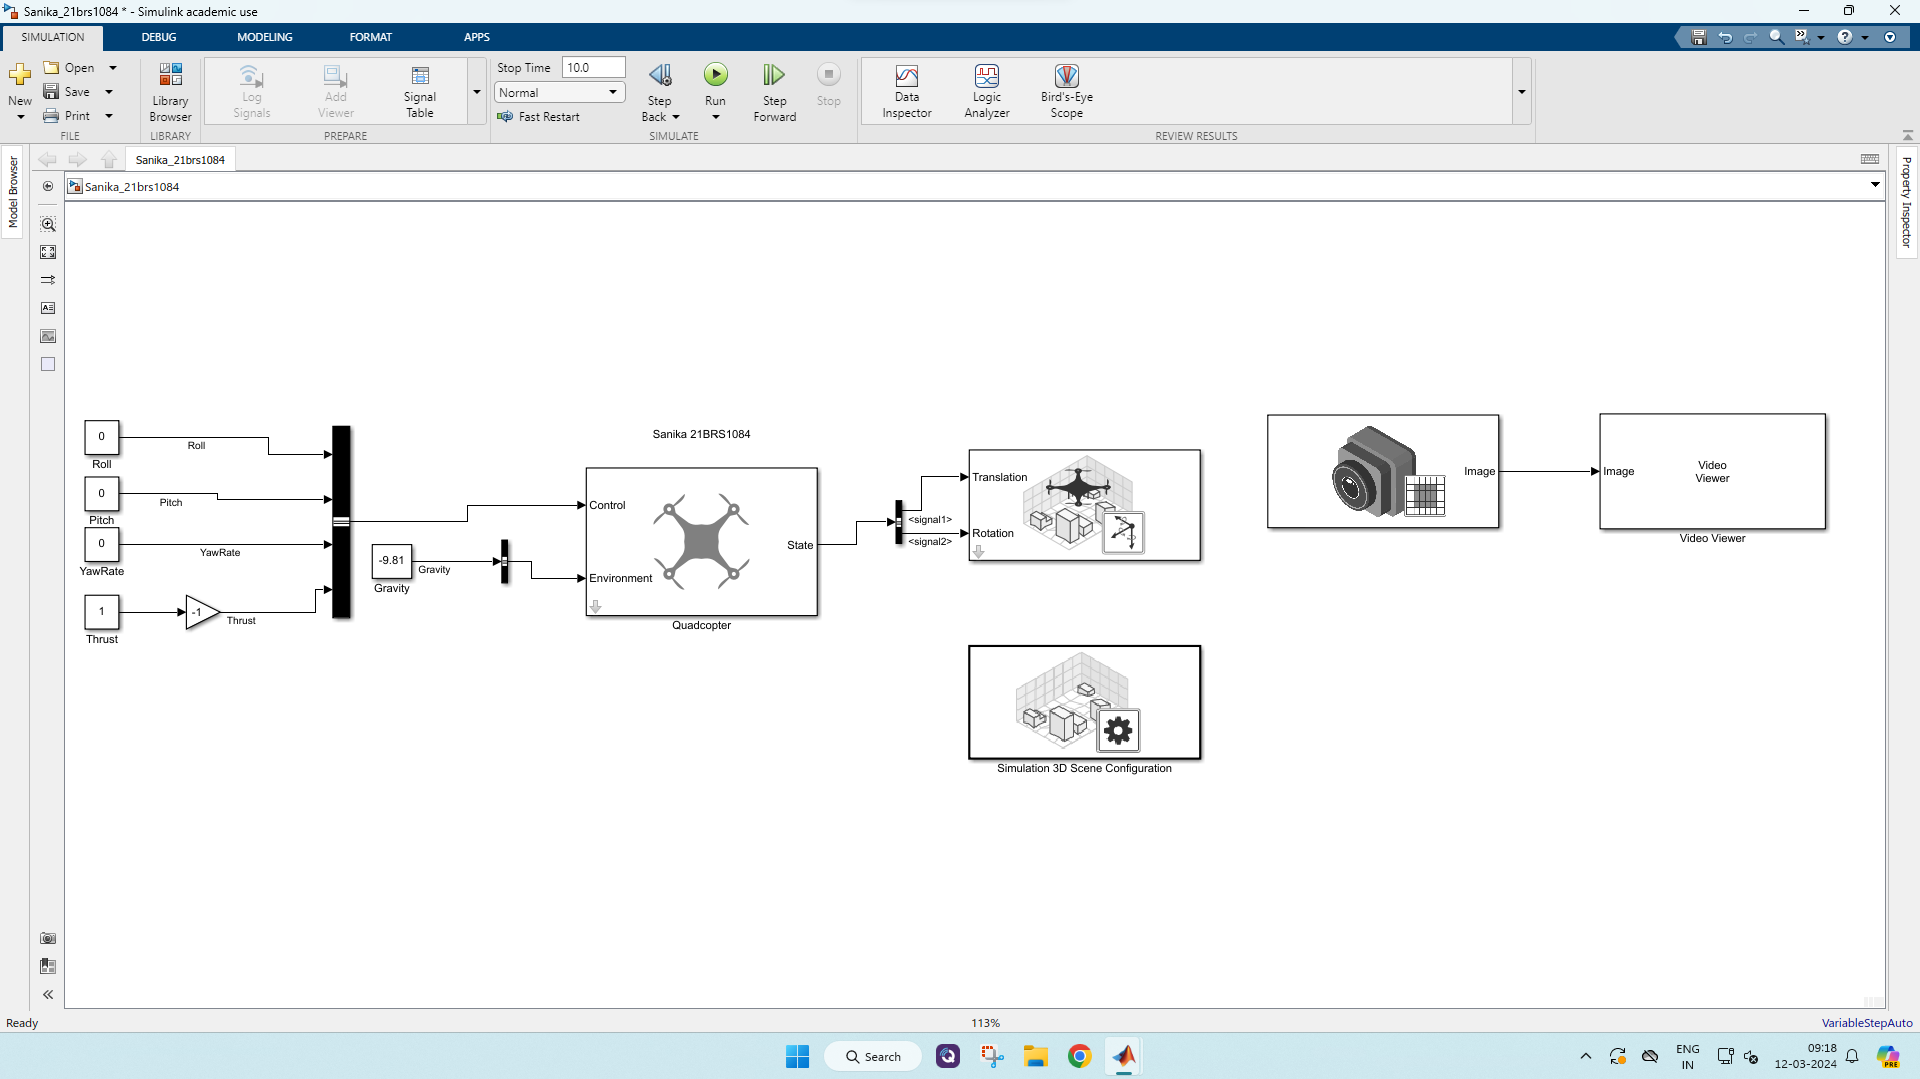 Sanika_21brs1084 * - Simulink academic use
SIMULATION DEBUG MODELING FORMAT APPS
New
Open
Save
Print
FILE
Library
Browser
LIBRARY
Log
Signals
Add
Viewer
Signal
Table
PREPARE
Stop Time 10.0
Normal
Fast Restart
Step
Back
Run
Step
Forward
Stop
SIMULATE
Data
Inspector
Logic
Analyzer
Bird's-Eye
Scope
REVIEW RESULTS
Model Browser
Sanika_21brs1084
Sanika_21brs1084
Property Inspector
0
Roll
Roll
0
Pitch
Pitch
0
YawRate
YawRate
1
Thrust
-1
Thrust
-9.81
Gravity
Gravity
Sanika 21BRS1084
Control
Environment
State
Quadcopter
<signal1>
<signal2>
Translation
Rotation
Simulation 3D Scene Configuration
Image
Image
Video
Viewer
Video Viewer
Ready
113%
VariableStepAuto
Search
ENG
IN
09:18
12-03-2024
PRE